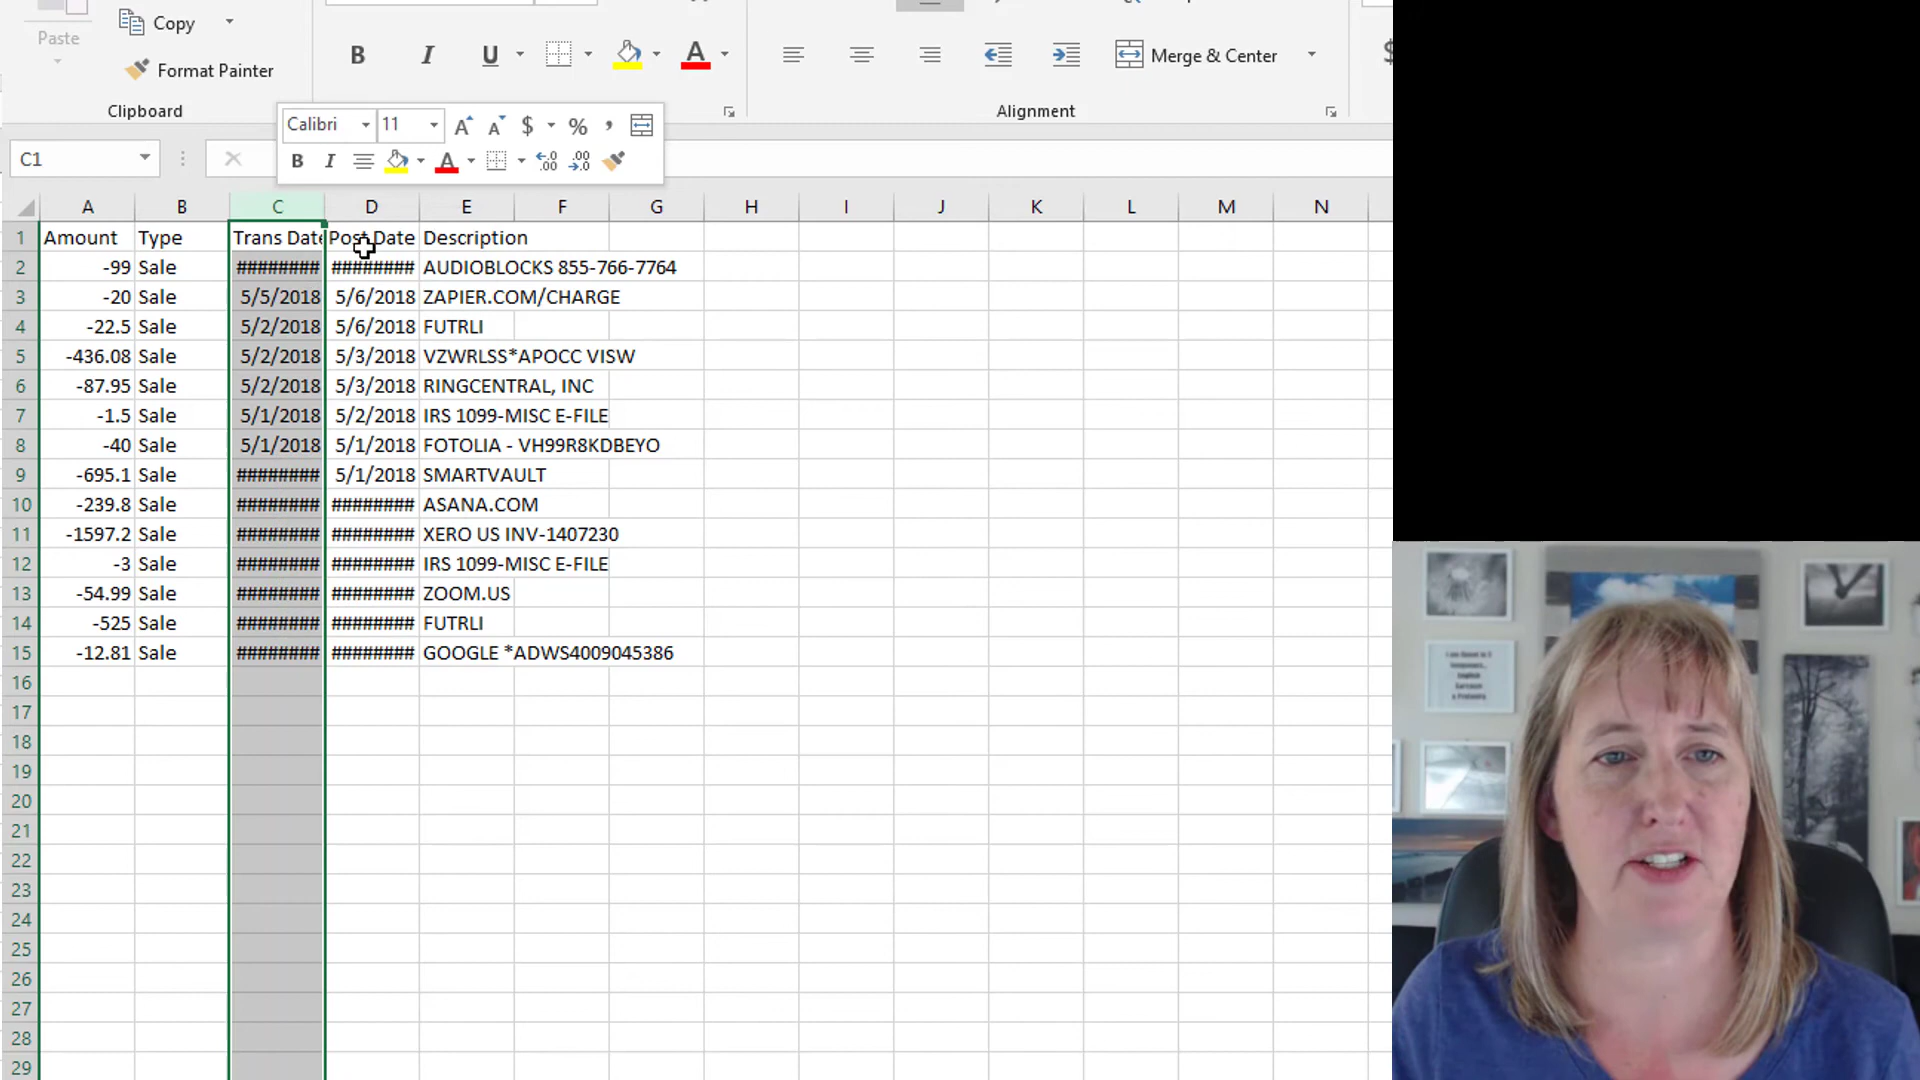 Paste
Copy
Format Painter
Clipboard
B I U A
Merge & Center
$
Alignment
Calibri 11 A A $ % ,
B I A
C1
A B C D E F G H I J K L M N
1 Amount Type Trans Date Post Date Description
2 -99 Sale ######## ######## AUDIOBLOCKS 855-766-7764
3 -20 Sale 5/5/2018 5/6/2018 ZAPIER.COM/CHARGE
4 -22.5 Sale 5/2/2018 5/6/2018 FUTRLI
5 -436.08 Sale 5/2/2018 5/3/2018 VZWRLSS*APOCC VISW
6 -87.95 Sale 5/2/2018 5/3/2018 RINGCENTRAL, INC
7 -1.5 Sale 5/1/2018 5/2/2018 IRS 1099-MISC E-FILE
8 -40 Sale 5/1/2018 5/1/2018 FOTOLIA - VH99R8KDBEYO
9 -695.1 Sale ######## 5/1/2018 SMARTVAULT
10 -239.8 Sale ######## ######## ASANA.COM
11 -1597.2 Sale ######## ######## XERO US INV-1407230
12 -3 Sale ######## ######## IRS 1099-MISC E-FILE
13 -54.99 Sale ######## ######## ZOOM.US
14 -525 Sale ######## ######## FUTRLI
15 -12.81 Sale ######## ######## GOOGLE *ADWS4009045386
16
17
18
19
20
21
22
23
24
25
26
27
28
29